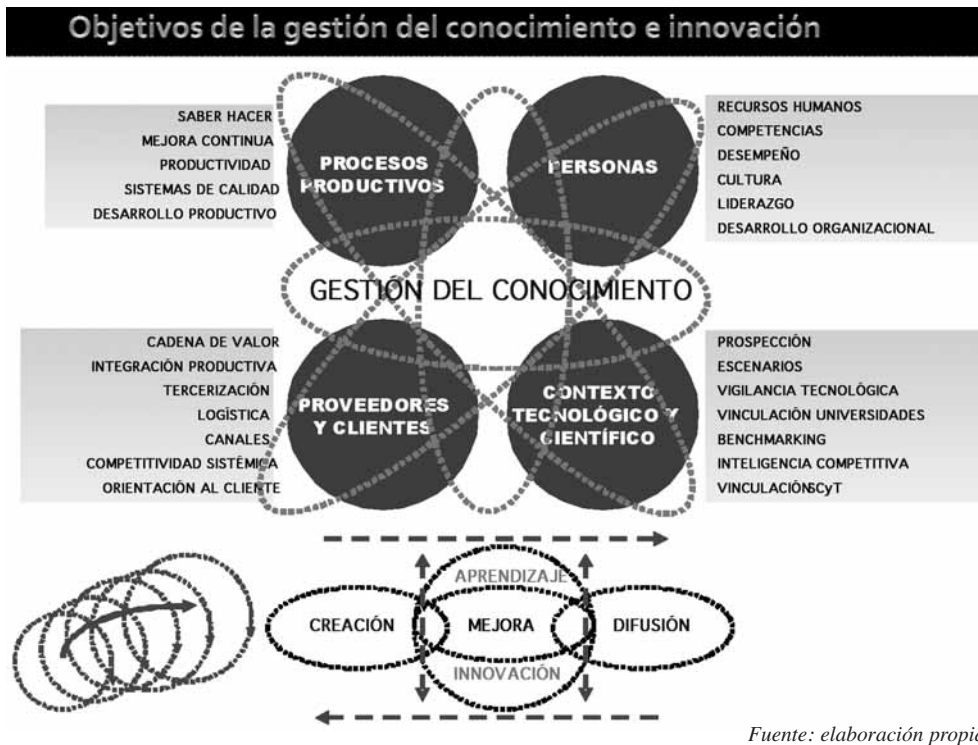 Objetivos de la gestión del conocimiento e innovación
SABER HACER
MEJORA CONTINUA
PRODUCTIVIDAD
SISTEMAS DE CALIDAD
DESARROLLO PRODUCTIVO
PROCESOS
PRODUCTIVOS
PERSONAS
RECURSOS HUMANOS
COMPETENCIAS
DESEMPEÑO
CULTURA
LIDERAZGO
DESARROLLO ORGANIZACIONAL
GESTIÓN DEL CONOCIMIENTO
CADENA DE VALOR
INTEGRACIÓN PRODUCTIVA
TERCERIZACIÓN
LOGÍSTICA
CANALES
COMPETITIVIDAD SISTÉMICA
ORIENTACIÓN AL CLIENTE
PROVEEDORES
Y CLIENTES
CONTEXTO
TECNOLÓGICO Y
CIENTÍFICO
PROSPECCIÓN
ESCENARIOS
VIGILANCIA TECNOLÓGICA
VINCULACIÓN UNIVERSIDADES
BENCHMARKING
INTELIGENCIA COMPETITIVA
VINCULACIÓN SCyT
APRENDIZAJE
CREACIÓN
MEJORA
DIFUSIÓN
INNOVACIÓN
Fuente: elaboración propia